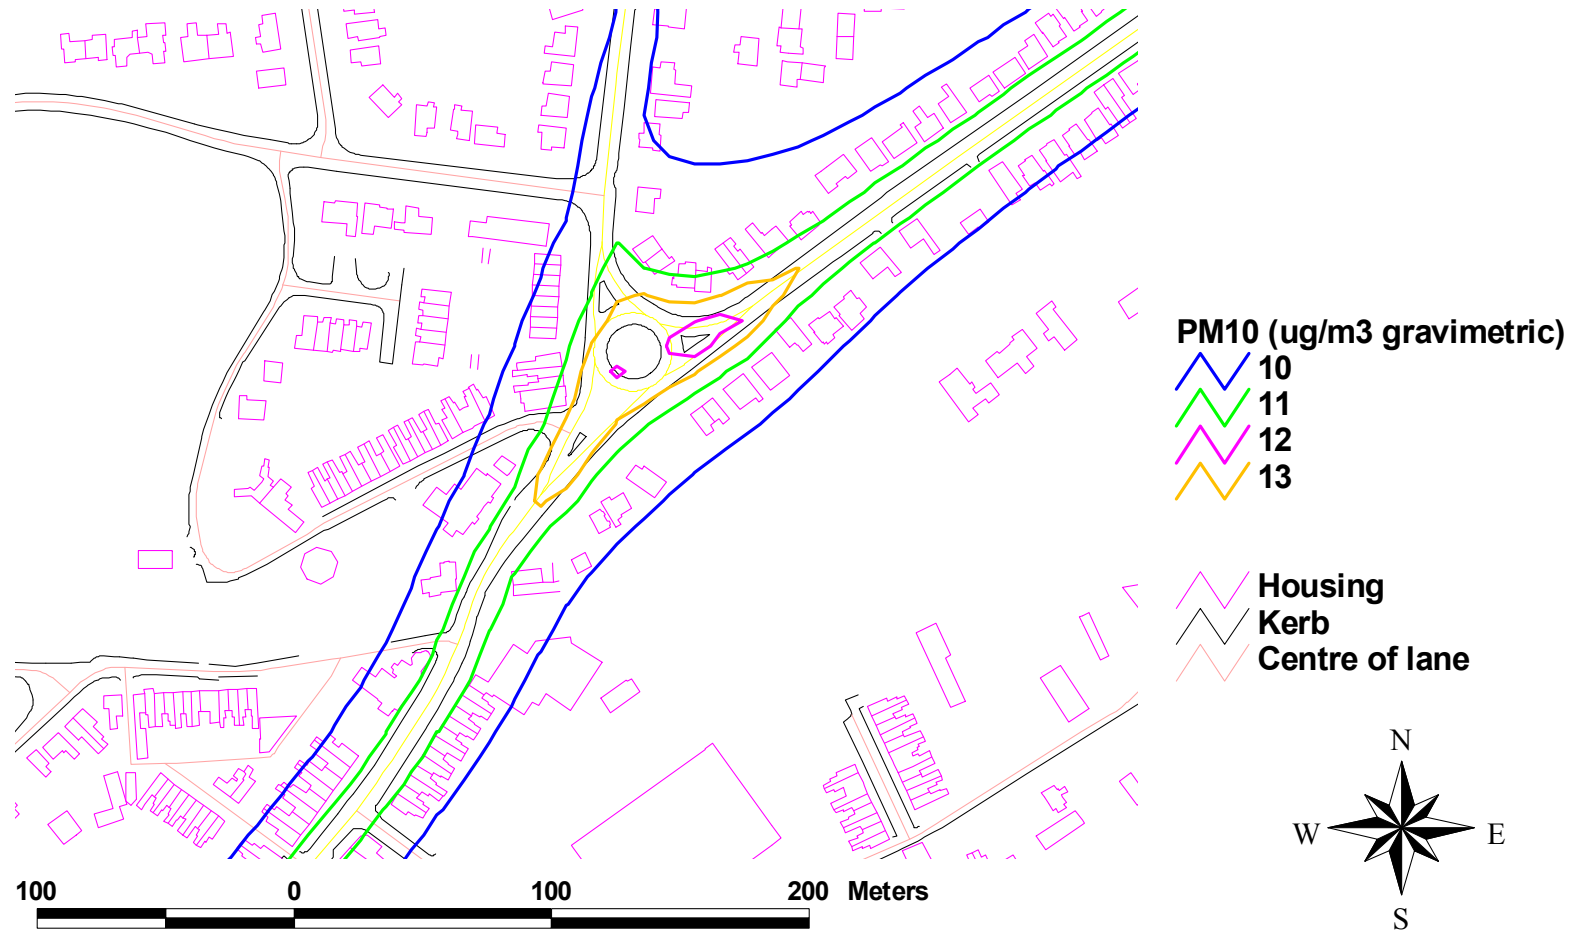 PM10 (ug/m3 gravimetric)
10
11
12
13
Housing
Kerb
Centre of lane
N
W E
S
100 0 100 200 Meters